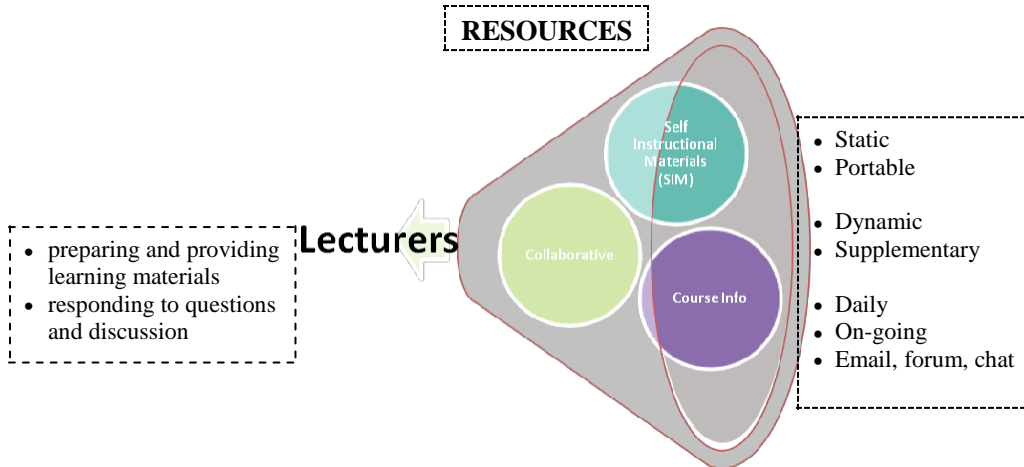 RESOURCES
Self
Instructional
Materials
(SIM)
Collaborative
Course Info
Lecturers
• preparing and providing
learning materials
• responding to questions
and discussion
• Static
• Portable
• Dynamic
• Supplementary
• Daily
• On-going
• Email, forum, chat